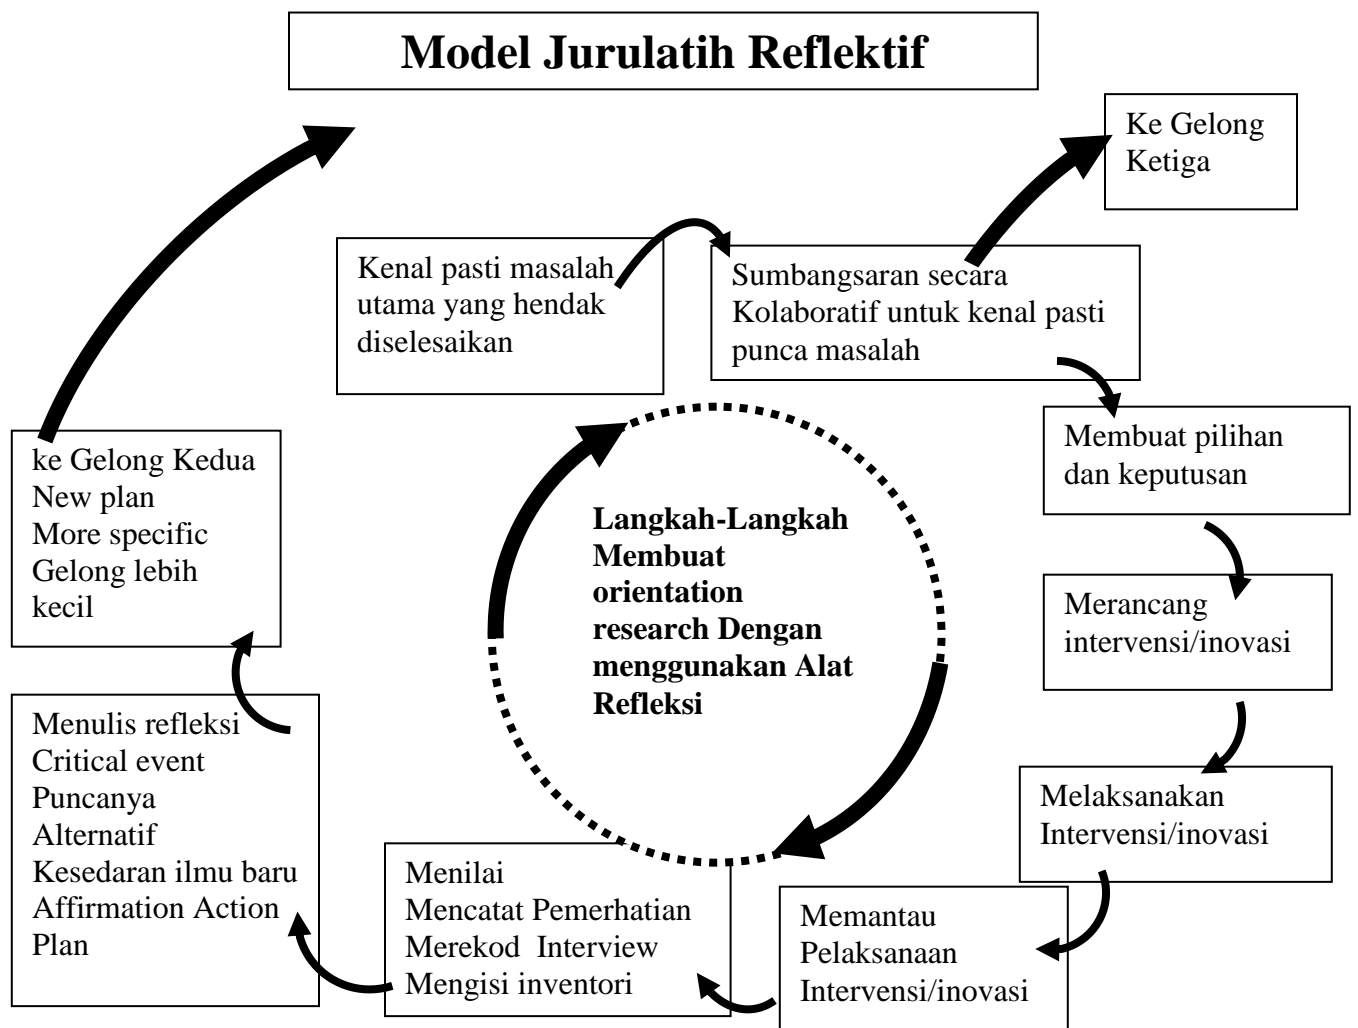 Model Jurulatih Reflektif
Ke Gelong
Ketiga
Kenal pasti masalah
utama yang hendak
diselesaikan
Sumbangsaran secara
Kolaboratif untuk kenal pasti
punca masalah
Membuat pilihan
dan keputusan
Merancang
intervensi/inovasi
Melaksanakan
Intervensi/inovasi
Memantau
Pelaksanaan
Intervensi/inovasi
Menilai
Mencatat Pemerhatian
Merekod  Interview
Mengisi inventori
Menulis refleksi
Critical event
Puncanya
Alternatif
Kesedaran ilmu baru
Affirmation Action
Plan
ke Gelong Kedua
New plan
More specific
Gelong lebih
kecil
Langkah-Langkah
Membuat
orientation
research Dengan
menggunakan Alat
Refleksi